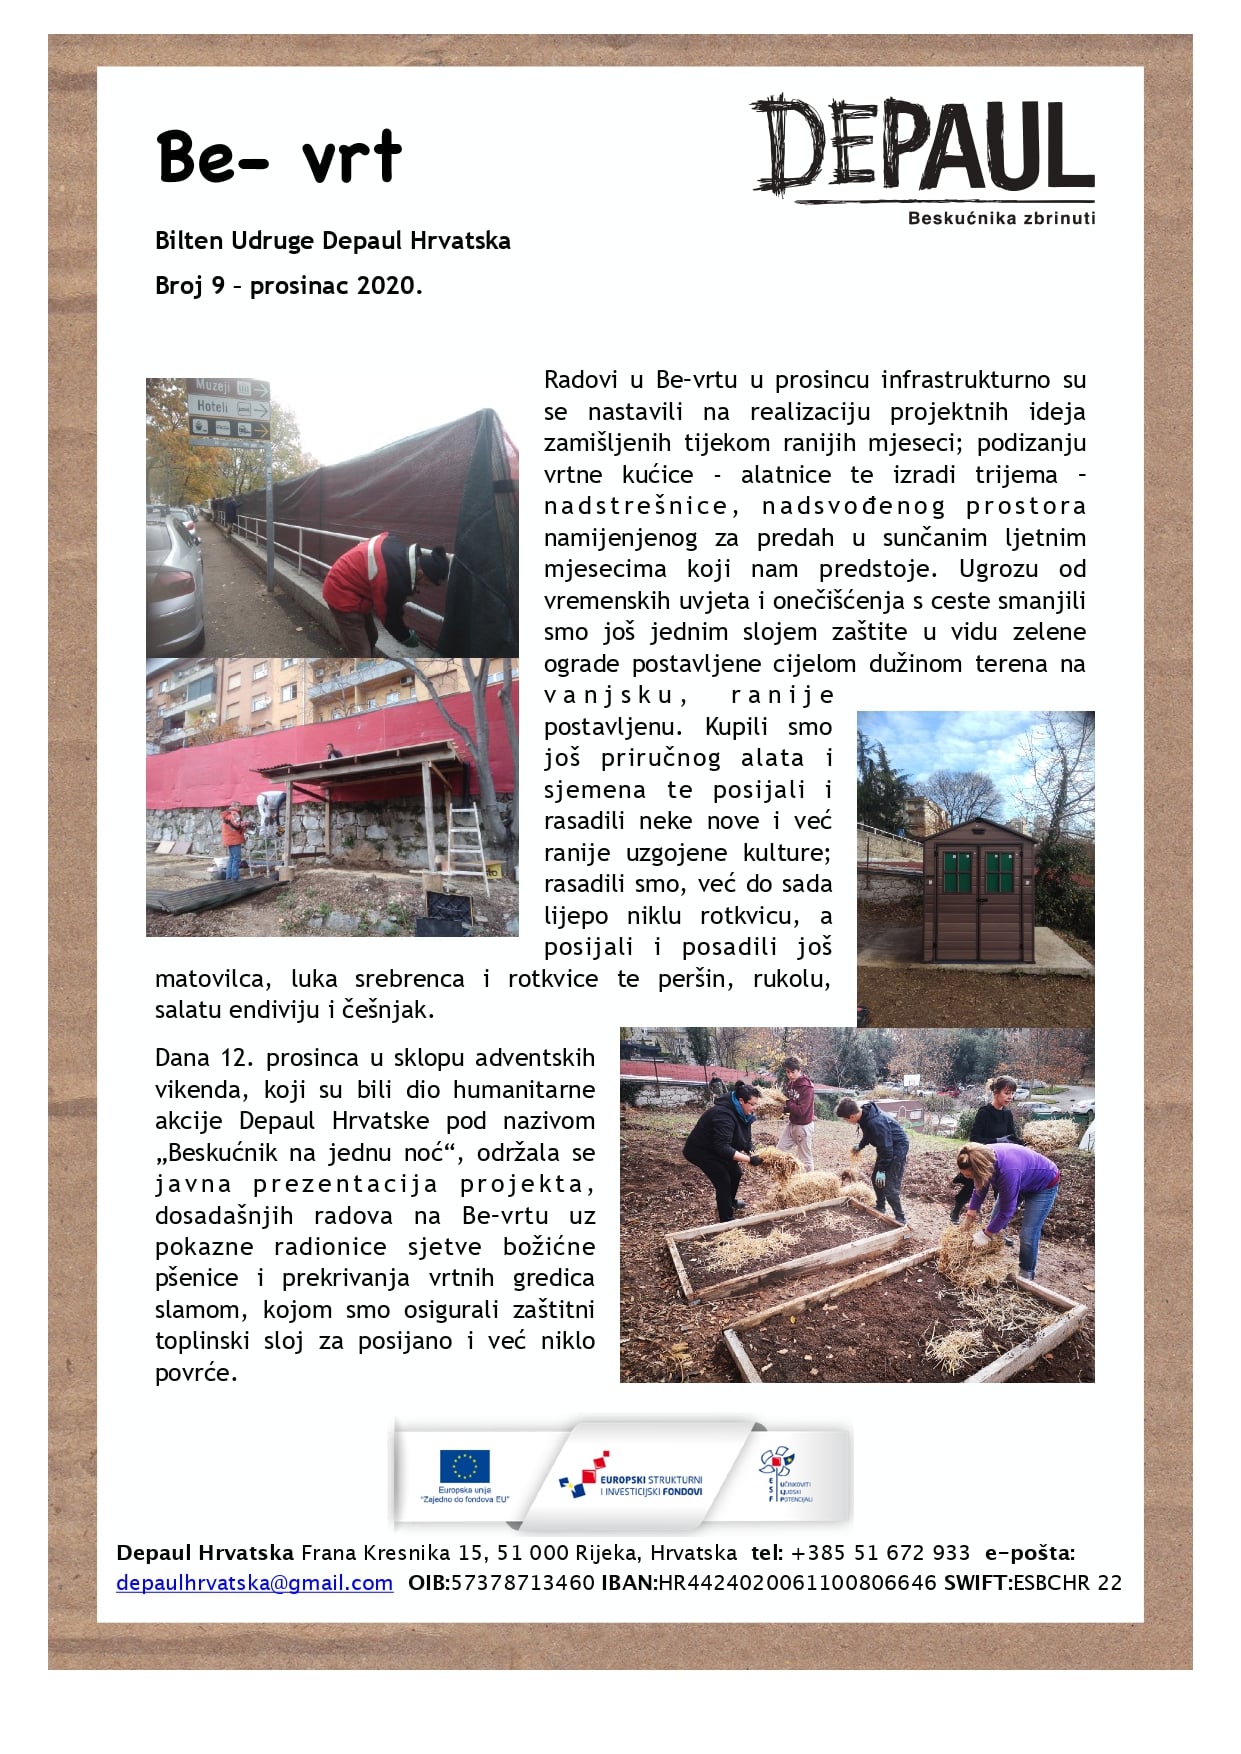 Be- vrt
DEPAUL
Beskućnika zbrinuti
Bilten Udruge Depaul Hrvatska
Broj 9 – prosinac 2020.
Muzeji
Hoteli
Radovi u Be-vrtu u prosincu infrastrukturno su
se nastavili na realizaciju projektnih ideja
zamišljenih tijekom ranijih mjeseci; podizanju
vrtne kućice - alatnice te izradi trijema –
nadstrešnice, nadsvođenog prostora
namijenjenog za predah u sunčanim ljetnim
mjesecima koji nam predstoje. Ugrozu od
vremenskih uvjeta i onečišćenja s ceste smanjili
smo još jednim slojem zaštite u vidu zelene
ograde postavljene cijelom dužinom terena na
vanjsku, ranije
postavljenu. Kupili smo
još priručnog alata i
sjemena te posijali i
rasadili neke nove i već
ranije uzgojene kulture;
rasadili smo, već do sada
lijepo niklu rotkvicu, a
posijali i posadili još
matovilca, luka srebrenca i rotkvice te peršin, rukolu,
salatu endiviju i češnjak.
Dana 12. prosinca u sklopu adventskih
vikenda, koji su bili dio humanitarne
akcije Depaul Hrvatske pod nazivom
„Beskućnik na jednu noć“, održala se
javna prezentacija projekta,
dosadašnjih radova na Be-vrtu uz
pokazne radionice sjetve božićne
pšenice i prekrivanja vrtnih gredica
slamom, kojom smo osigurali zaštitni
toplinski sloj za posijano i već niklo
povrće.
Europska unija
"Zajedno do fondova EU"
EUROPSKI STRUKTURNI
I INVESTICIJSKI FONDOVI
ESF
UČINKOVITI
LJUDSKI
POTENCIJALI
Depaul Hrvatska Frana Kresnika 15, 51 000 Rijeka, Hrvatska tel: +385 51 672 933 e-pošta:
depaulhrvatska@gmail.com OIB:57378713460 IBAN:HR4424020061100806646 SWIFT:ESBCHR 22